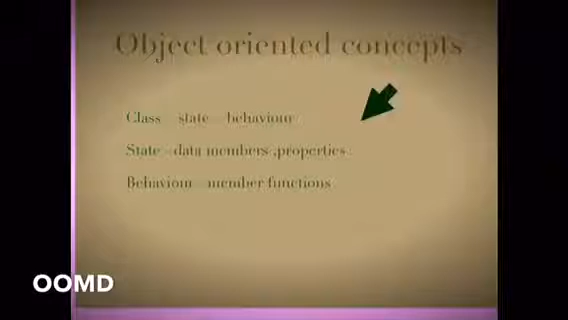 Object oriented concepts
Class state behaviour
State data members ,properties
Behaviour member functions
OOMD